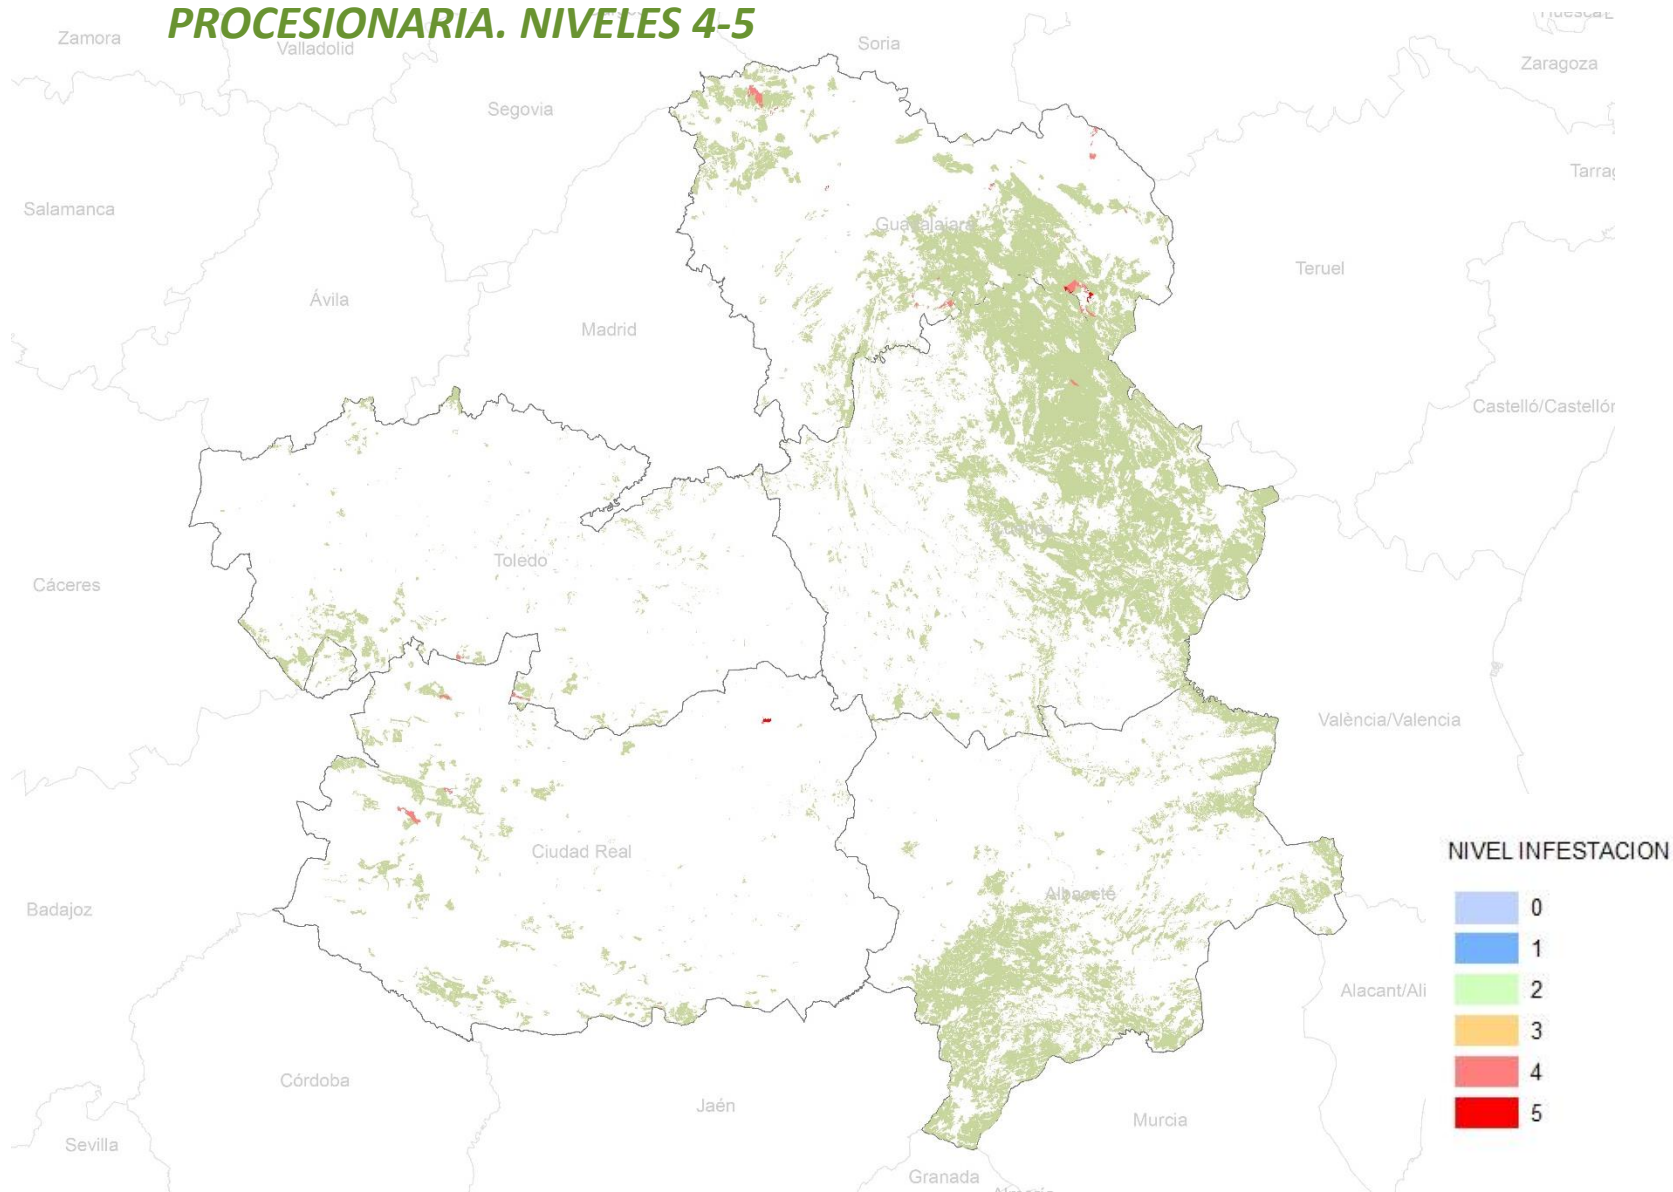 PROCESIONARIA. NIVELES 4-5
Zamora
Valladolid
Soria
Zaragoza
Segovia
Salamanca
Guadalajara
Teruel
Ávila
Madrid
Castelló/Castellór
Toledo
Cáceres
València/Valencia
Ciudad Real
Albacete
Badajoz
Alacant/Ali
Córdoba
Jaén
Murcia
Sevilla
Granada
NIVEL INFESTACION
0
1
2
3
4
5